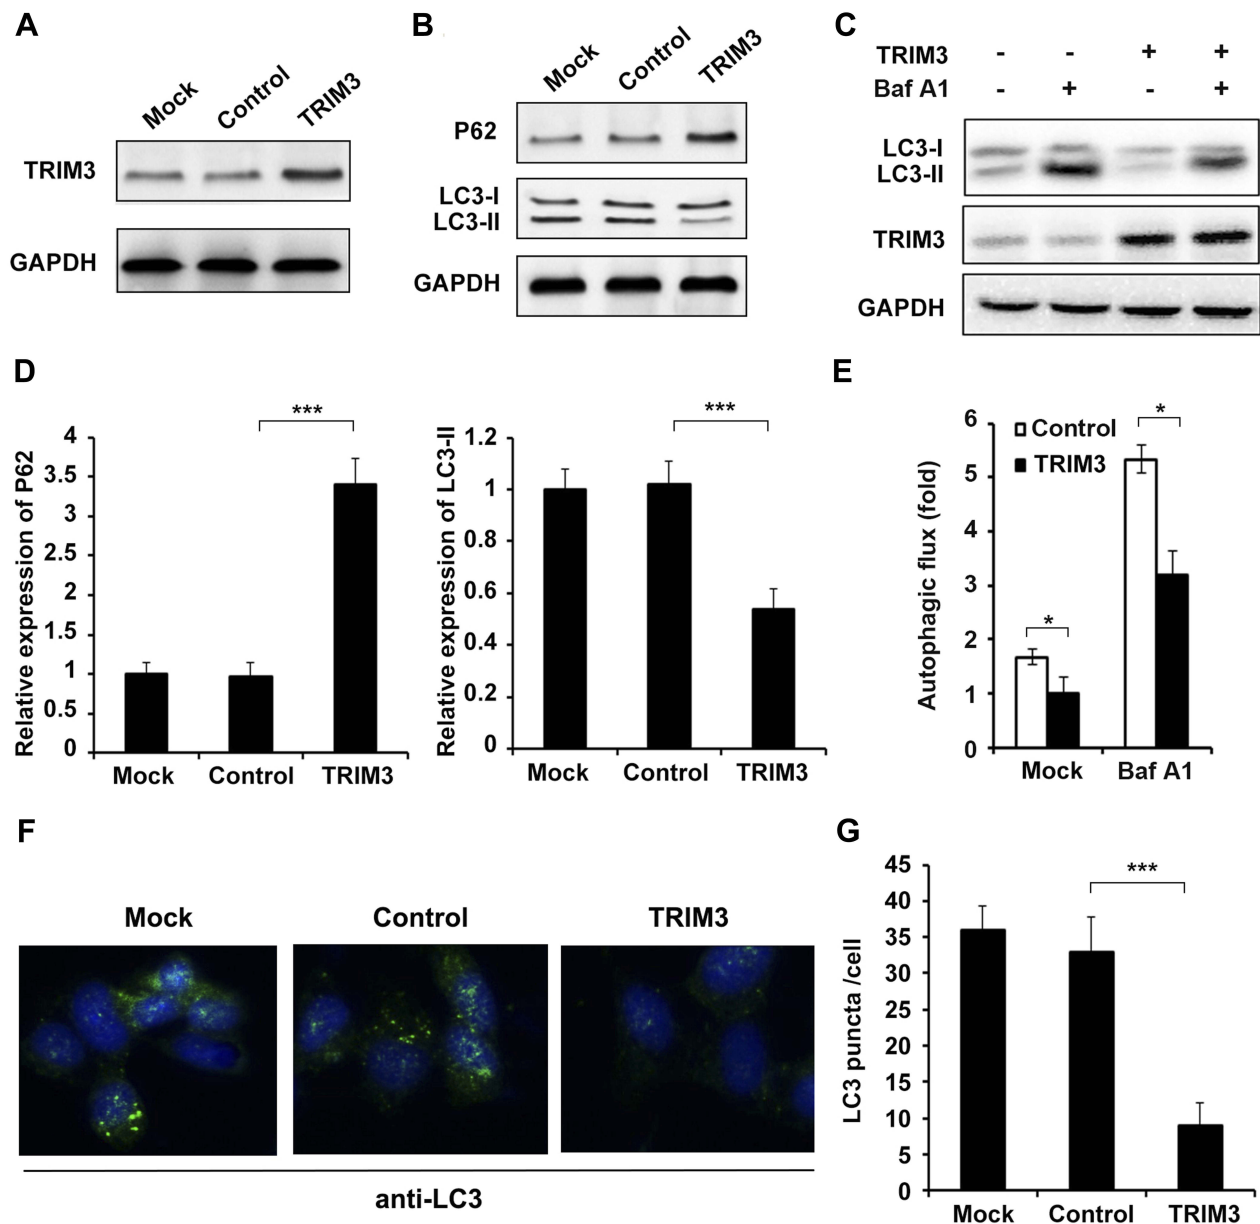 A
Mock
Control
TRIM3
TRIM3
GAPDH
B
Mock
Control
TRIM3
P62
LC3-I
LC3-II
GAPDH
C
TRIM3 - - + +
Baf A1 - + - +
LC3-I
LC3-II
TRIM3
GAPDH
D
Relative expression of P62
4
3.5
3
2.5
2
1.5
1
0.5
0
***
Mock Control TRIM3
Relative expression of LC3-II
1.2
1
0.8
0.6
0.4
0.2
0
***
Mock Control TRIM3
E
Autophagic flux (fold)
6
5
4
3
2
1
0
Control
TRIM3
*
*
Mock Baf A1
F
Mock Control TRIM3
anti-LC3
G
LC3 puncta /cell
45
40
35
30
25
20
15
10
5
0
***
Mock Control TRIM3